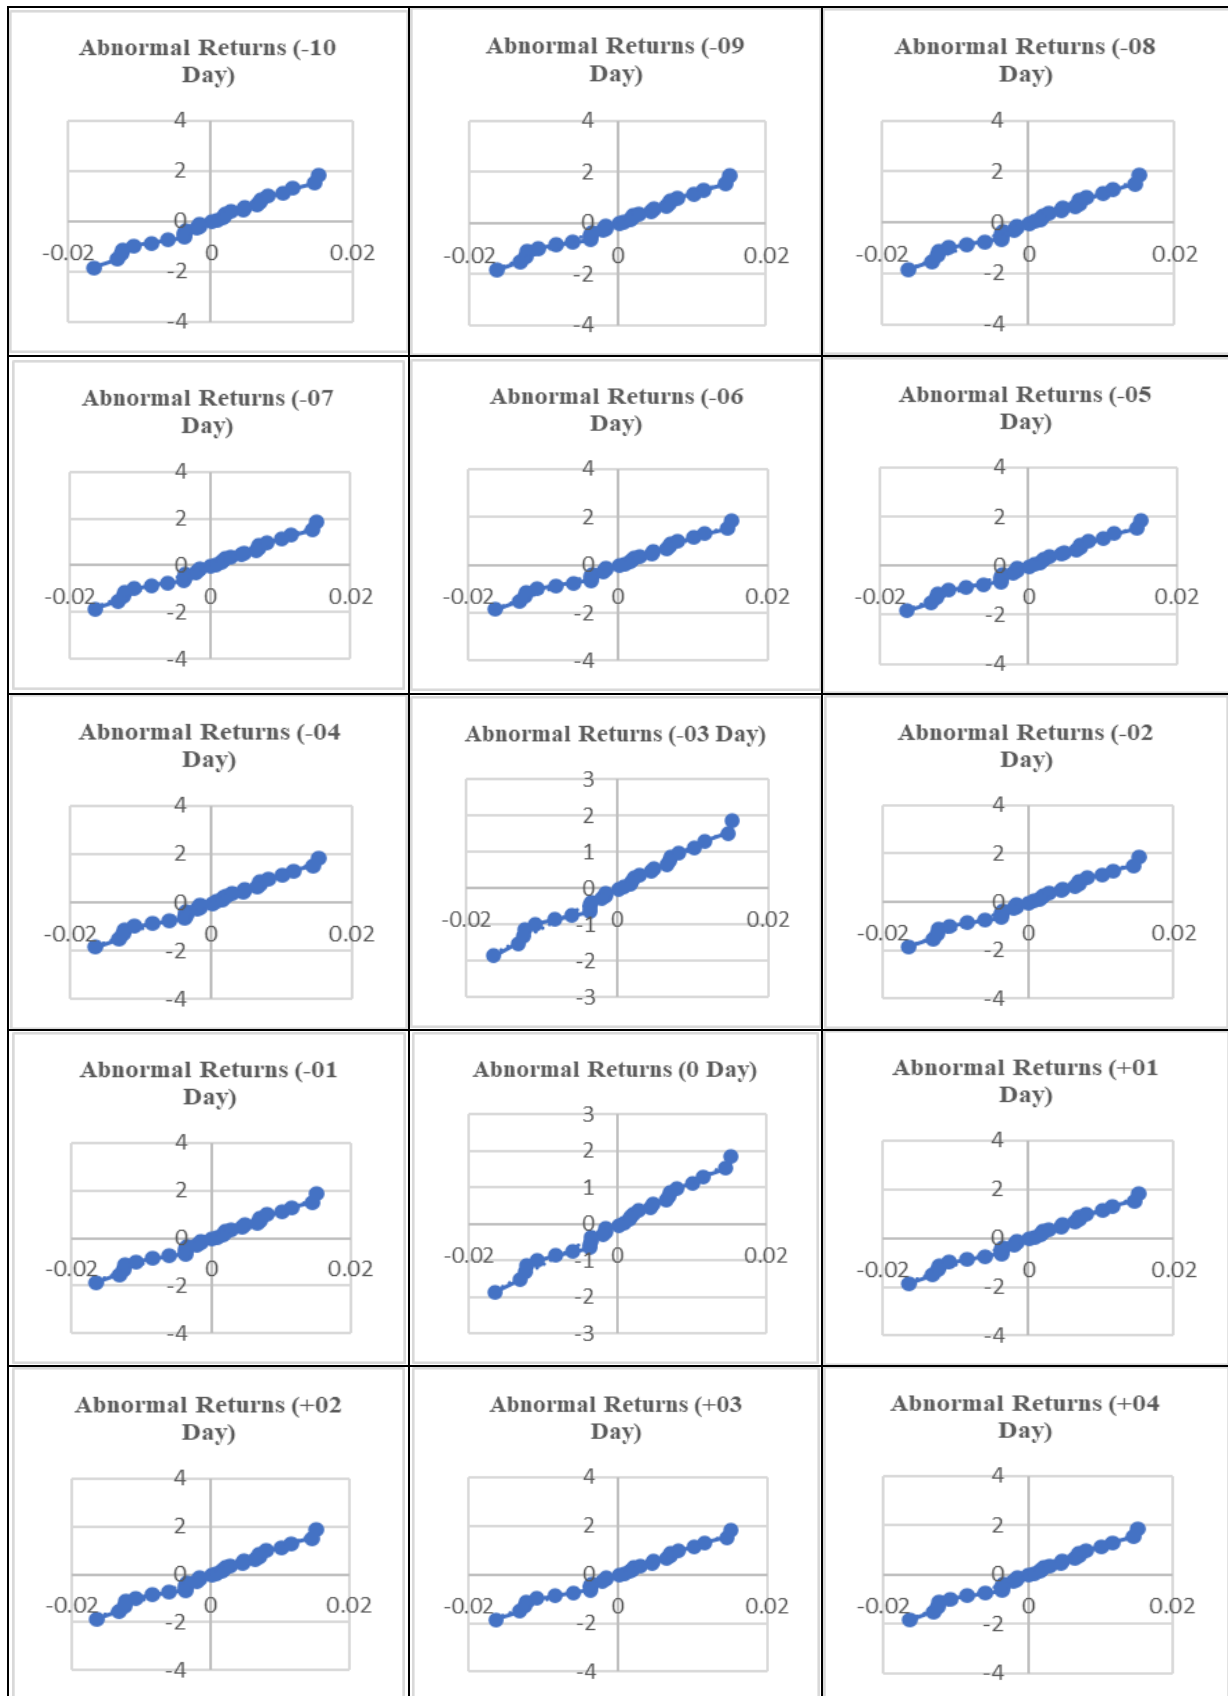 Abnormal Returns (-10
Day)
4
2
0
-0.02 0 0.02
-2
-4
Abnormal Returns (-09
Day)
4
2
0
-0.02 0 0.02
-2
-4
Abnormal Returns (-08
Day)
4
2
0
-0.02 0 0.02
-2
-4
Abnormal Returns (-07
Day)
4
2
0
-0.02 0 0.02
-2
-4
Abnormal Returns (-06
Day)
4
2
0
-0.02 0 0.02
-2
-4
Abnormal Returns (-05
Day)
4
2
0
-0.02 0 0.02
-2
-4
Abnormal Returns (-04
Day)
4
2
0
-0.02 0 0.02
-2
-4
Abnormal Returns (-03 Day)
3
2
1
0
-0.02 0 0.02
-1
-2
-3
Abnormal Returns (-02
Day)
4
2
0
-0.02 0 0.02
-2
-4
Abnormal Returns (-01
Day)
4
2
0
-0.02 0 0.02
-2
-4
Abnormal Returns (0 Day)
3
2
1
0
-0.02 0 0.02
-1
-2
-3
Abnormal Returns (+01
Day)
4
2
0
-0.02 0 0.02
-2
-4
Abnormal Returns (+02
Day)
4
2
0
-0.02 0 0.02
-2
-4
Abnormal Returns (+03
Day)
4
2
0
-0.02 0 0.02
-2
-4
Abnormal Returns (+04
Day)
4
2
0
-0.02 0 0.02
-2
-4